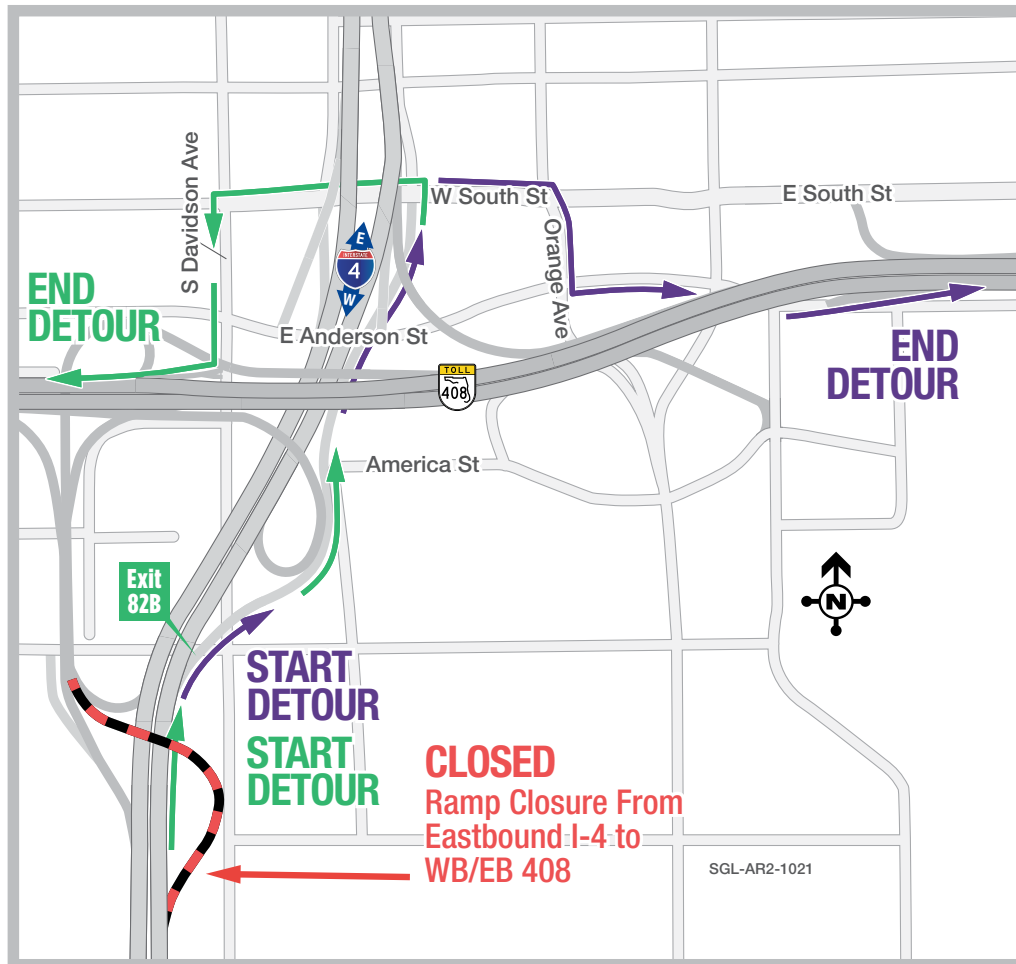 S Davidson Ave
W South St
E South St
Orange Ave
E
INTERSTATE
4
W
END
DETOUR
E Anderson St
END
DETOUR
TOLL
408
America St
Exit
82B
N
START
DETOUR
START
DETOUR
CLOSED
Ramp Closure From
Eastbound I-4 to
WB/EB 408
SGL-AR2-1021